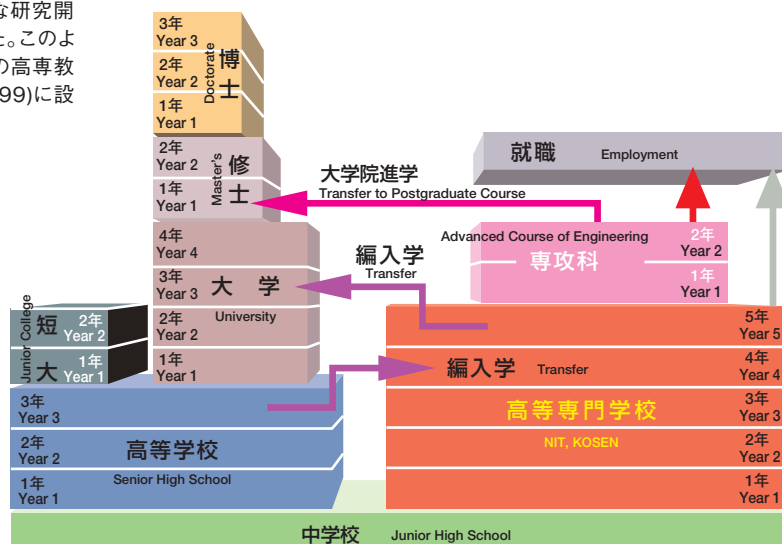 な研究開
た。このよ
の高専教
99)に設
3年
Year 3
2年
Year 2
1年
Year 1
博士
Doctorate
2年
Year 2
1年
Year 1
修士
Master's
大学院進学
Transfer to Postgraduate Course
就職 Employment
4年
Year 4
3年
Year 3
2年
Year 2
1年
Year 1
大学
University
編入学
Transfer
Advanced Course of Engineering
専攻科
2年
Year 2
1年
Year 1
短大
Junior College
2年
Year 2
1年
Year 1
3年
Year 3
2年
Year 2
1年
Year 1
高等学校
Senior High School
5年
Year 5
4年
Year 4
3年
Year 3
2年
Year 2
1年
Year 1
編入学 Transfer
高等専門学校
NIT, KOSEN
中学校 Junior High School